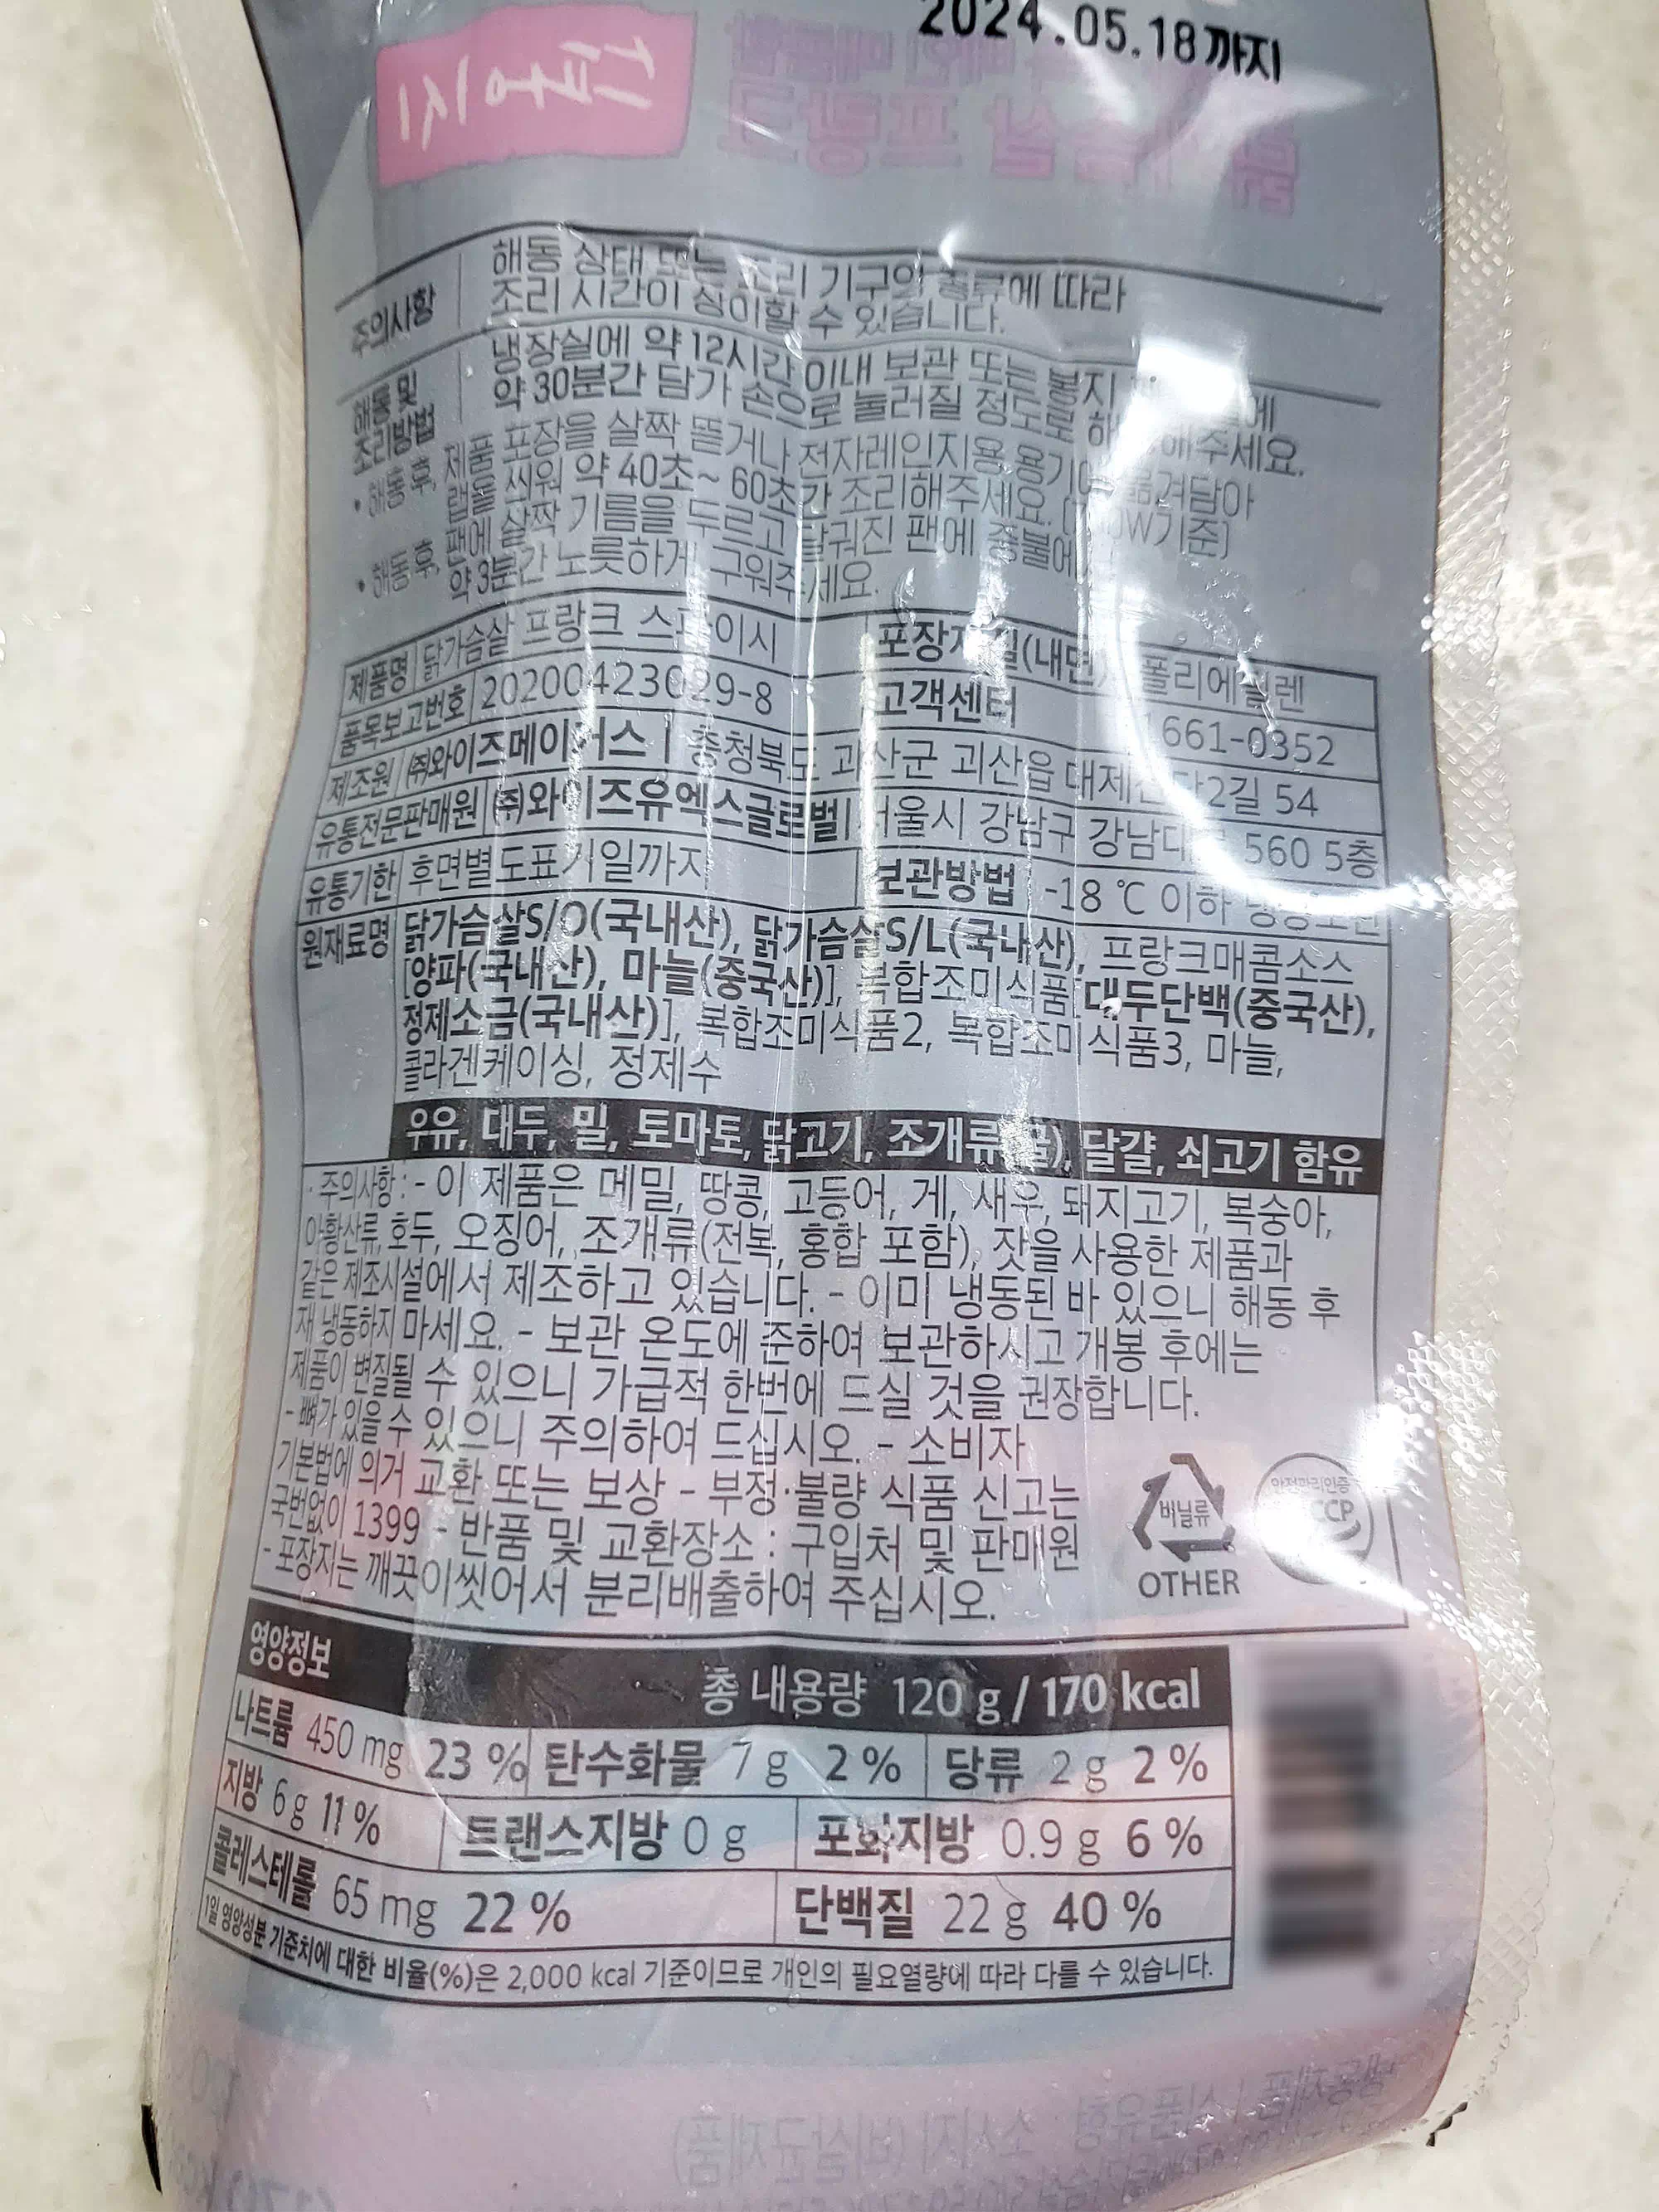 2024.05.18까지
주의사항
해동 상태 또는 조리 기구의 종류에 따라
조리 시간이 상이할 수 있습니다.
해동 및
조리방법
냉장실에 약 12시간 이내 보관 또는 봉지
약 30분간 담가 손으로 눌러질 정도로 해주세요.
• 해동 후, 제품 포장을 살짝 뜯거나 전자레인지용 용기에 옮겨담아
랩을 씌워 약 40초~60초간 조리해주세요.
• 해동 후, 팬에 살짝 기름을 두르고 달궈진 팬에 중불에
약 3분간 노릇하게 구워주세요.
제품명 닭가슴살 프랑크 스파이시 포장재질(내면) 폴리에틸렌
품목보고번호 20200423029-8 고객센터 1661-0352
제조원 ㈜와이즈메이커스 | 충청북도 괴산군 괴산읍 대제산단2길 54
유통전문판매원 ㈜와이즈유엑스글로벌 | 서울시 강남구 강남대로 560 5층
유통기한 후면별도표기일까지 보관방법 -18 ℃ 이하 냉동보관
원재료명 닭가슴살S/O(국내산), 닭가슴살S/L(국내산), 프랑크매콤소스
[양파(국내산), 마늘(중국산)], 복합조미식품[대두단백(중국산),
정제소금(국내산)], 복합조미식품2, 복합조미식품3, 마늘,
콜라겐케이싱, 정제수
우유, 대두, 밀, 토마토, 닭고기, 조개류(굴), 달걀, 쇠고기 함유
· 주의사항 : - 이 제품은 메밀, 땅콩, 고등어, 게, 새우, 돼지고기, 복숭아,
아황산류, 호두, 오징어, 조개류(전복, 홍합 포함), 잣을 사용한 제품과
같은 제조시설에서 제조하고 있습니다. - 이미 냉동된 바 있으니 해동 후
재 냉동하지 마세요. - 보관 온도에 준하여 보관하시고 개봉 후에는
제품이 변질될 수 있으니 가급적 한번에 드실 것을 권장합니다.
- 뼈가 있을 수 있으니 주의하여 드십시오. - 소비자
기본법에 의거 교환 또는 보상 - 부정·불량 식품 신고는
국번없이 1399 - 반품 및 교환장소 : 구입처 및 판매원
- 포장지는 깨끗이씻어서 분리배출하여 주십시오.
비닐류
OTHER
안전관리인증
영양정보 총 내용량 120 g / 170 kcal
나트륨 450 mg 23 % 탄수화물 7 g 2 % 당류 2 g 2 %
지방 6 g 11 % 트랜스지방 0 g 포화지방 0.9 g 6 %
콜레스테롤 65 mg 22 % 단백질 22 g 40 %
1일 영양성분 기준치에 대한 비율(%)은 2,000 kcal 기준이므로 개인의 필요열량에 따라 다를 수 있습니다.